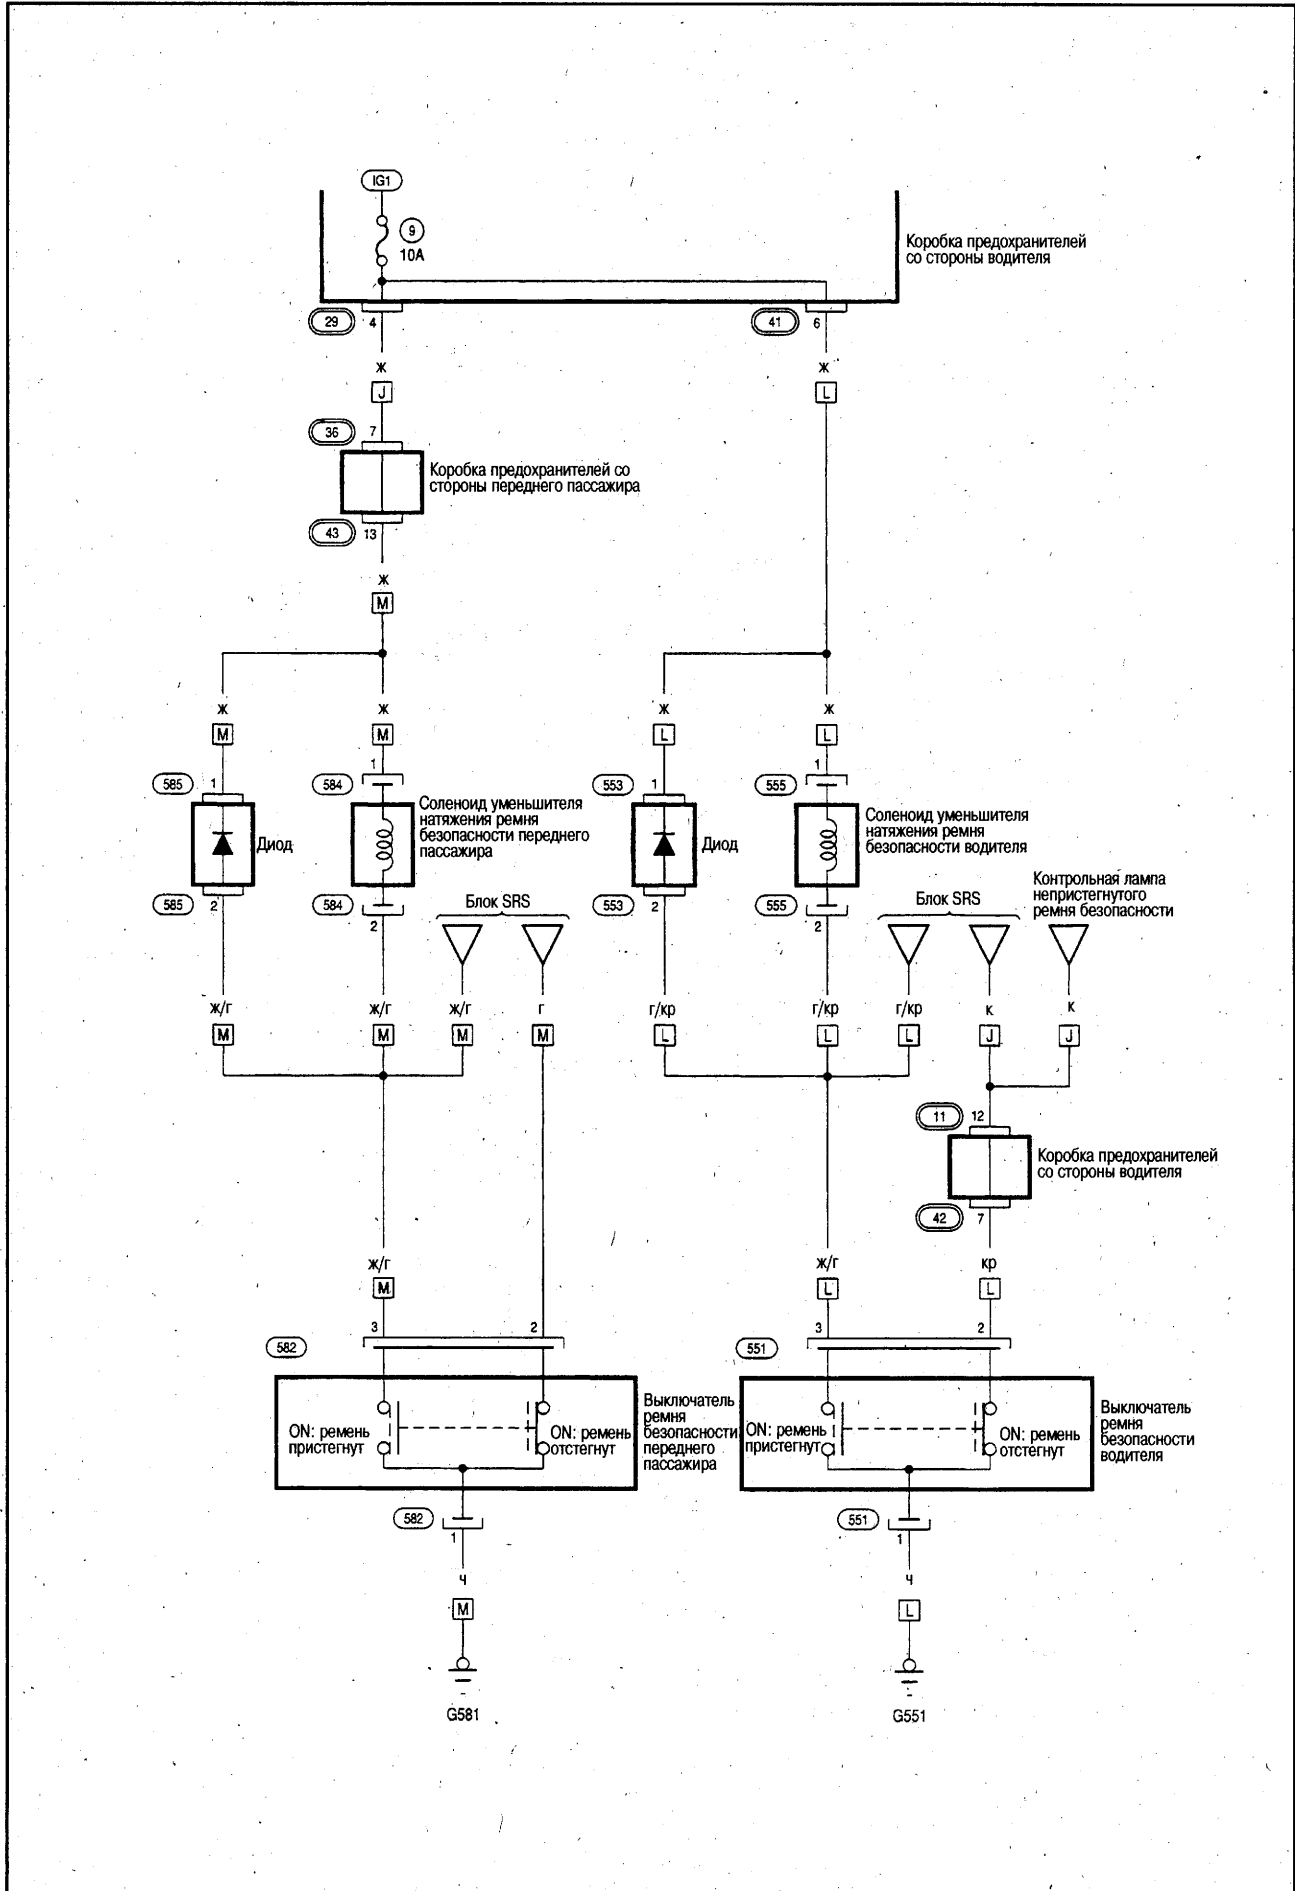 IG1
9
10A
Коробка предохранителей
со стороны водителя
29
4
41
6
ж
J
ж
L
36
7
Коробка предохранителей со
стороны переднего пассажира
43
13
ж
M
ж
M
ж
M
ж
L
ж
L
585
1
584
1
553
1
555
1
Диод
Соленоид уменьшителя
натяжения ремня
безопасности переднего
пассажира
Диод
Соленоид уменьшителя
натяжения ремня
безопасности водителя
585
2
584
2
Блок SRS
553
2
555
2
Блок SRS
Контрольная лампа
непристегнутого
ремня безопасности
ж/г
M
ж/г
M
ж/г
M
г
M
г/кр
L
г/кр
L
г/кр
L
к
J
к
J
11
12
Коробка предохранителей
со стороны водителя
42
7
ж/г
M
ж/г
L
кр
L
582
3
2
551
3
2
ON: ремень
пристегнут
ON: ремень
отстегнут
Выключатель
ремня
безопасности
переднего
пассажира
ON: ремень
пристегнут
ON: ремень
отстегнут
Выключатель
ремня
безопасности
водителя
582
1
551
1
ч
M
ч
L
G581
G551